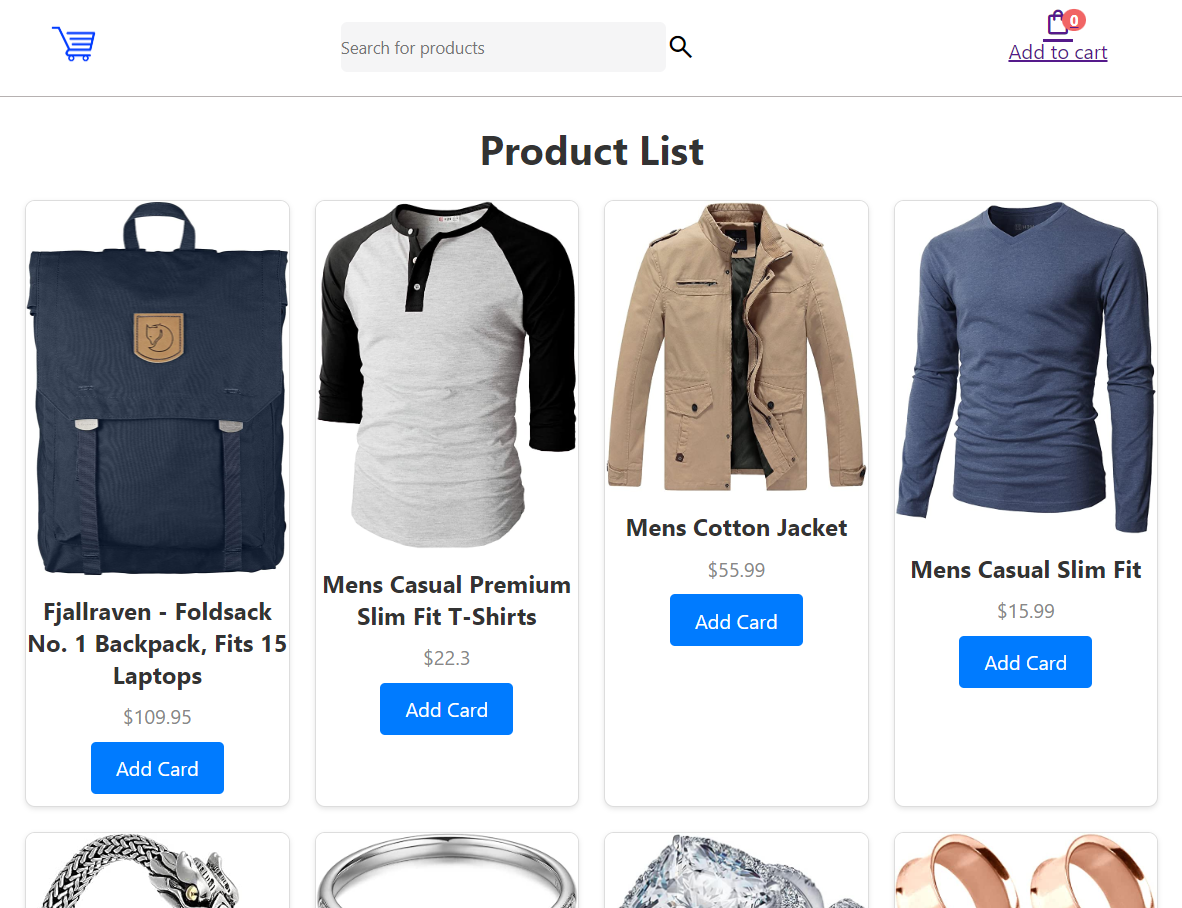 Search for products
0
Add to cart
Product List
Fjallraven - Foldsack
No. 1 Backpack, Fits 15
Laptops
$109.95
Add Card
Mens Casual Premium
Slim Fit T-Shirts
$22.3
Add Card
Mens Cotton Jacket
$55.99
Add Card
Mens Casual Slim Fit
$15.99
Add Card